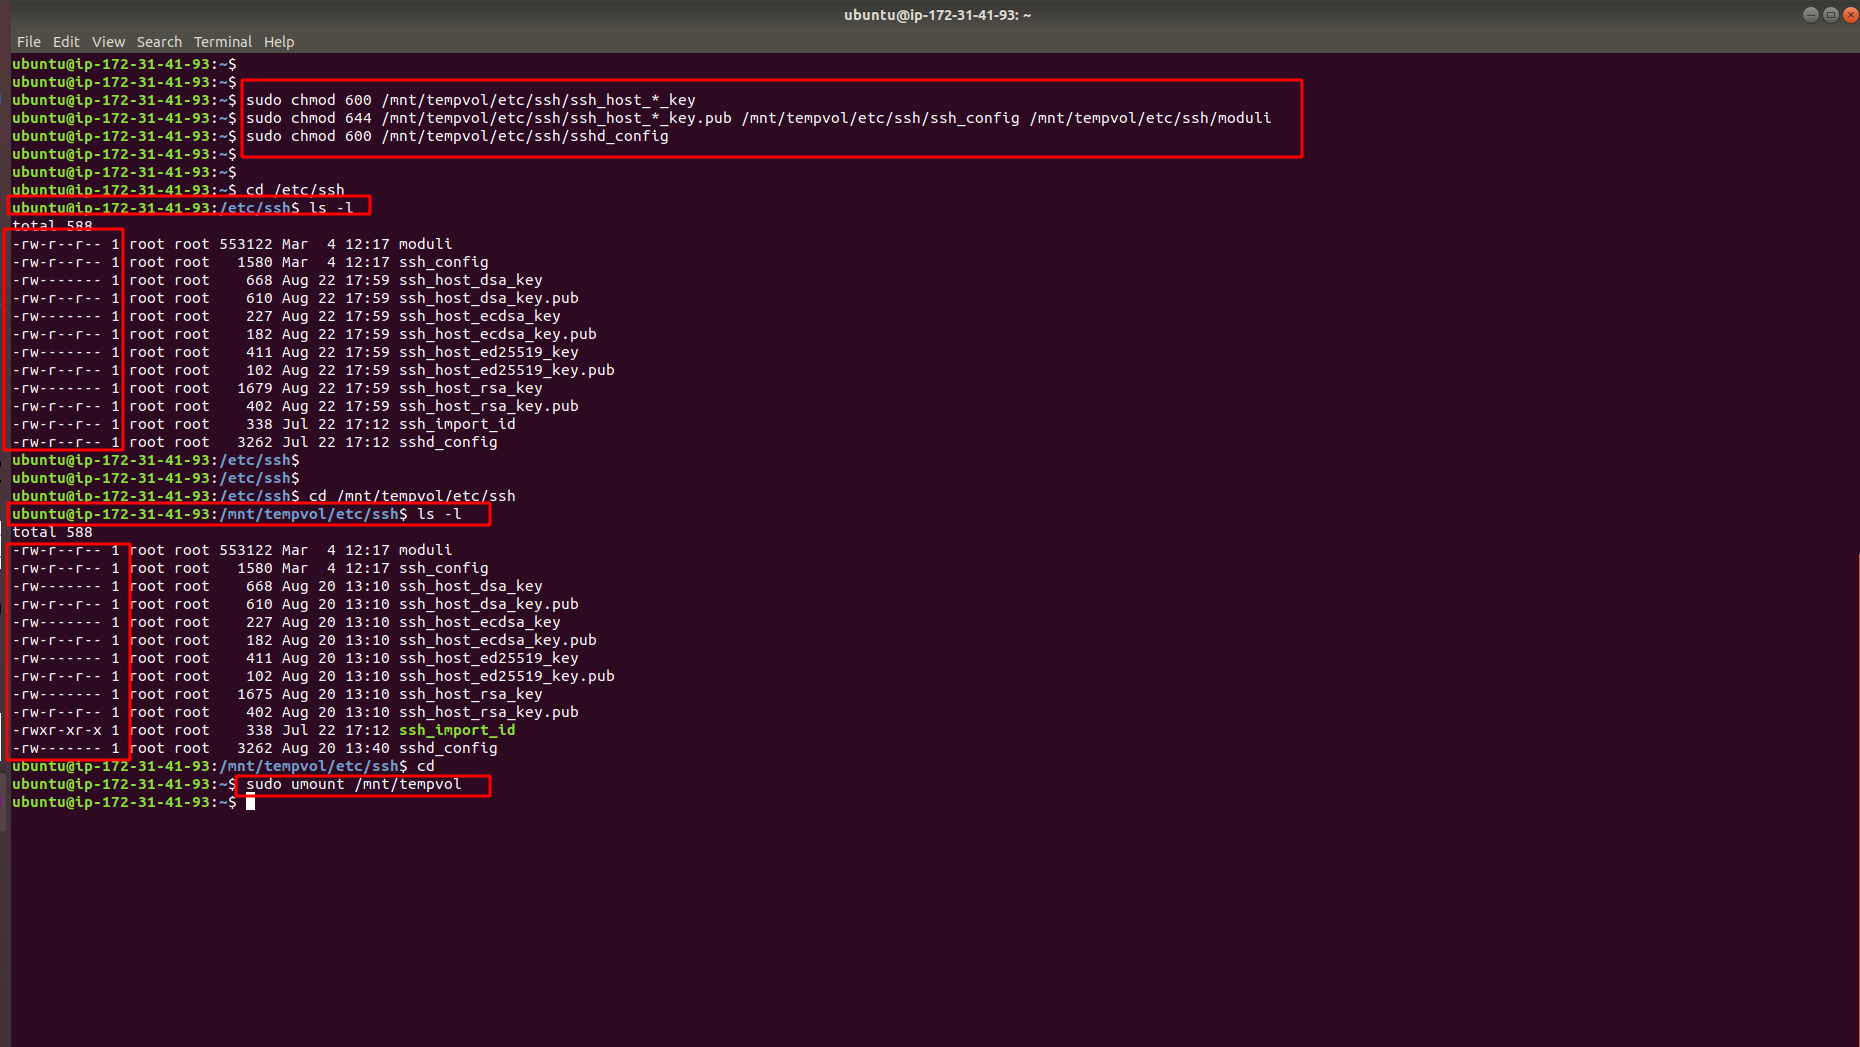 ubuntu@ip-172-31-41-93: ~
File Edit View Search Terminal Help
ubuntu@ip-172-31-41-93:~$
ubuntu@ip-172-31-41-93:~$
ubuntu@ip-172-31-41-93:~$ sudo chmod 600 /mnt/tempvol/etc/ssh/ssh_host_*_key
ubuntu@ip-172-31-41-93:~$ sudo chmod 644 /mnt/tempvol/etc/ssh/ssh_host_*_key.pub /mnt/tempvol/etc/ssh/ssh_config /mnt/tempvol/etc/ssh/moduli
ubuntu@ip-172-31-41-93:~$ sudo chmod 600 /mnt/tempvol/etc/ssh/sshd_config
ubuntu@ip-172-31-41-93:~$
ubuntu@ip-172-31-41-93:~$
ubuntu@ip-172-31-41-93:~$ cd /etc/ssh
ubuntu@ip-172-31-41-93:/etc/ssh$ ls -l
total 588
-rw-r--r-- 1 root root 553122 Mar  4 12:17 moduli
-rw-r--r-- 1 root root   1580 Mar  4 12:17 ssh_config
-rw------- 1 root root    668 Aug 22 17:59 ssh_host_dsa_key
-rw-r--r-- 1 root root    610 Aug 22 17:59 ssh_host_dsa_key.pub
-rw------- 1 root root    227 Aug 22 17:59 ssh_host_ecdsa_key
-rw-r--r-- 1 root root    182 Aug 22 17:59 ssh_host_ecdsa_key.pub
-rw------- 1 root root    411 Aug 22 17:59 ssh_host_ed25519_key
-rw-r--r-- 1 root root    102 Aug 22 17:59 ssh_host_ed25519_key.pub
-rw------- 1 root root   1679 Aug 22 17:59 ssh_host_rsa_key
-rw-r--r-- 1 root root    402 Aug 22 17:59 ssh_host_rsa_key.pub
-rw-r--r-- 1 root root    338 Jul 22 17:12 ssh_import_id
-rw-r--r-- 1 root root   3262 Jul 22 17:12 sshd_config
ubuntu@ip-172-31-41-93:/etc/ssh$
ubuntu@ip-172-31-41-93:/etc/ssh$
ubuntu@ip-172-31-41-93:/etc/ssh$ cd /mnt/tempvol/etc/ssh
ubuntu@ip-172-31-41-93:/mnt/tempvol/etc/ssh$ ls -l
total 588
-rw-r--r-- 1 root root 553122 Mar  4 12:17 moduli
-rw-r--r-- 1 root root   1580 Mar  4 12:17 ssh_config
-rw------- 1 root root    668 Aug 20 13:10 ssh_host_dsa_key
-rw-r--r-- 1 root root    610 Aug 20 13:10 ssh_host_dsa_key.pub
-rw------- 1 root root    227 Aug 20 13:10 ssh_host_ecdsa_key
-rw-r--r-- 1 root root    182 Aug 20 13:10 ssh_host_ecdsa_key.pub
-rw------- 1 root root    411 Aug 20 13:10 ssh_host_ed25519_key
-rw-r--r-- 1 root root    102 Aug 20 13:10 ssh_host_ed25519_key.pub
-rw------- 1 root root   1675 Aug 20 13:10 ssh_host_rsa_key
-rw-r--r-- 1 root root    402 Aug 20 13:10 ssh_host_rsa_key.pub
-rwxr-xr-x 1 root root    338 Jul 22 17:12 ssh_import_id
-rw------- 1 root root   3262 Aug 20 13:40 sshd_config
ubuntu@ip-172-31-41-93:/mnt/tempvol/etc/ssh$ cd
ubuntu@ip-172-31-41-93:~$ sudo umount /mnt/tempvol
ubuntu@ip-172-31-41-93:~$